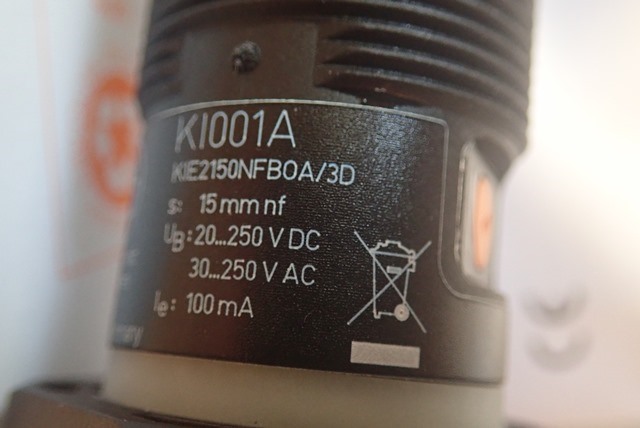 KI001A
KIE2150NFBOA/3D
s: 15 mm nf
UB: 20...250 V DC
30...250 V AC
Ie: 100 mA